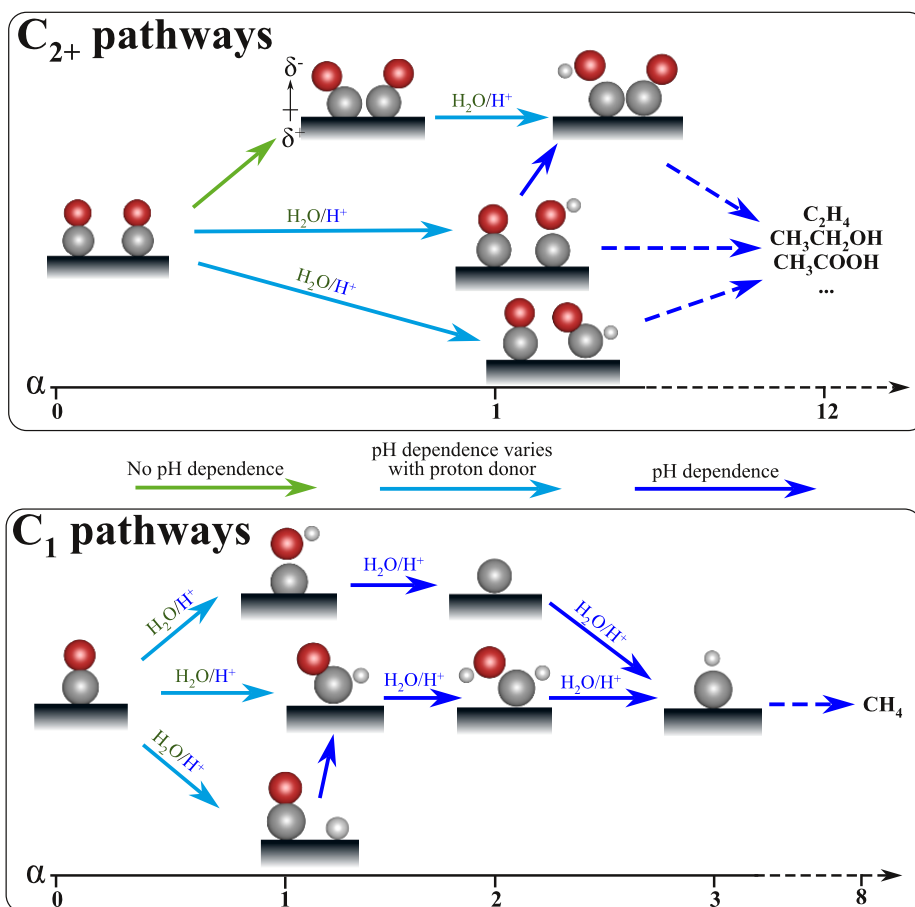 C₂₊ pathways
δ⁻
δ⁺
H₂O/H⁺
H₂O/H⁺
H₂O/H⁺
C₂H₄
CH₃CH₂OH
CH₃COOH
...
α
0 1 12
No pH dependence
pH dependence varies
with proton donor
pH dependence
C₁ pathways
H₂O/H⁺
H₂O/H⁺
H₂O/H⁺
H₂O/H⁺
H₂O/H⁺
H₂O/H⁺
CH₄
H₂O/H⁺
α
0 1 2 3 8